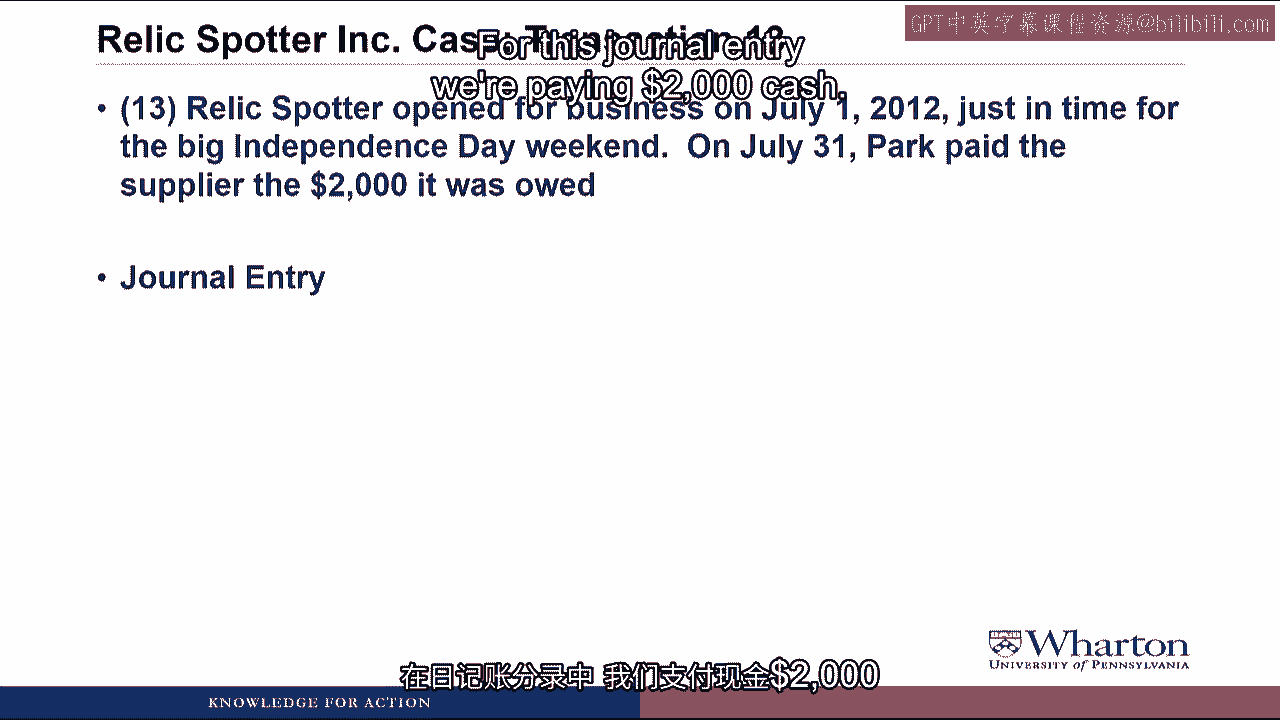 GPT中英字幕课程资源@bilibili.com
Relic Spotter Inc. Case: Transaction 13
For this journal entry
we're paying $2,000 cash.
• (13) Relic Spotter opened for business on July 1, 2012, just in time for
the big Independence Day weekend. On July 31, Park paid the
supplier the $2,000 it was owed
• Journal Entry
Wharton
UNIVERSITY of PENNSYLVANIA
在日记账分录中 我们支付现金$2,000
KNOWLEDGE FOR ACTION